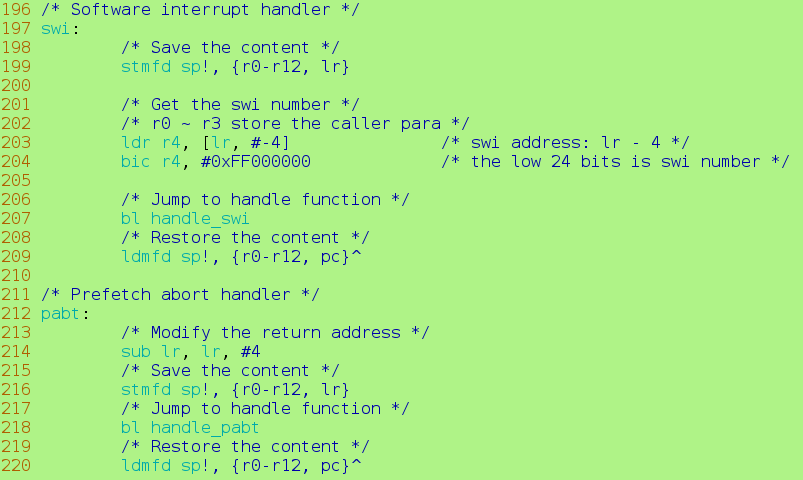 196 /* Software interrupt handler */
197 swi:
198         /* Save the content */
199         stmfd sp!, {r0-r12, lr}
200
201         /* Get the swi number */
202         /* r0 ~ r3 store the caller para */
203         ldr r4, [lr, #-4]               /* swi address: lr - 4 */
204         bic r4, #0xFF000000             /* the low 24 bits is swi number */
205
206         /* Jump to handle function */
207         bl handle_swi
208         /* Restore the content */
209         ldmfd sp!, {r0-r12, pc}^
210
211 /* Prefetch abort handler */
212 pabt:
213         /* Modify the return address */
214         sub lr, lr, #4
215         /* Save the content */
216         stmfd sp!, {r0-r12, lr}
217         /* Jump to handle function */
218         bl handle_pabt
219         /* Restore the content */
220         ldmfd sp!, {r0-r12, pc}^